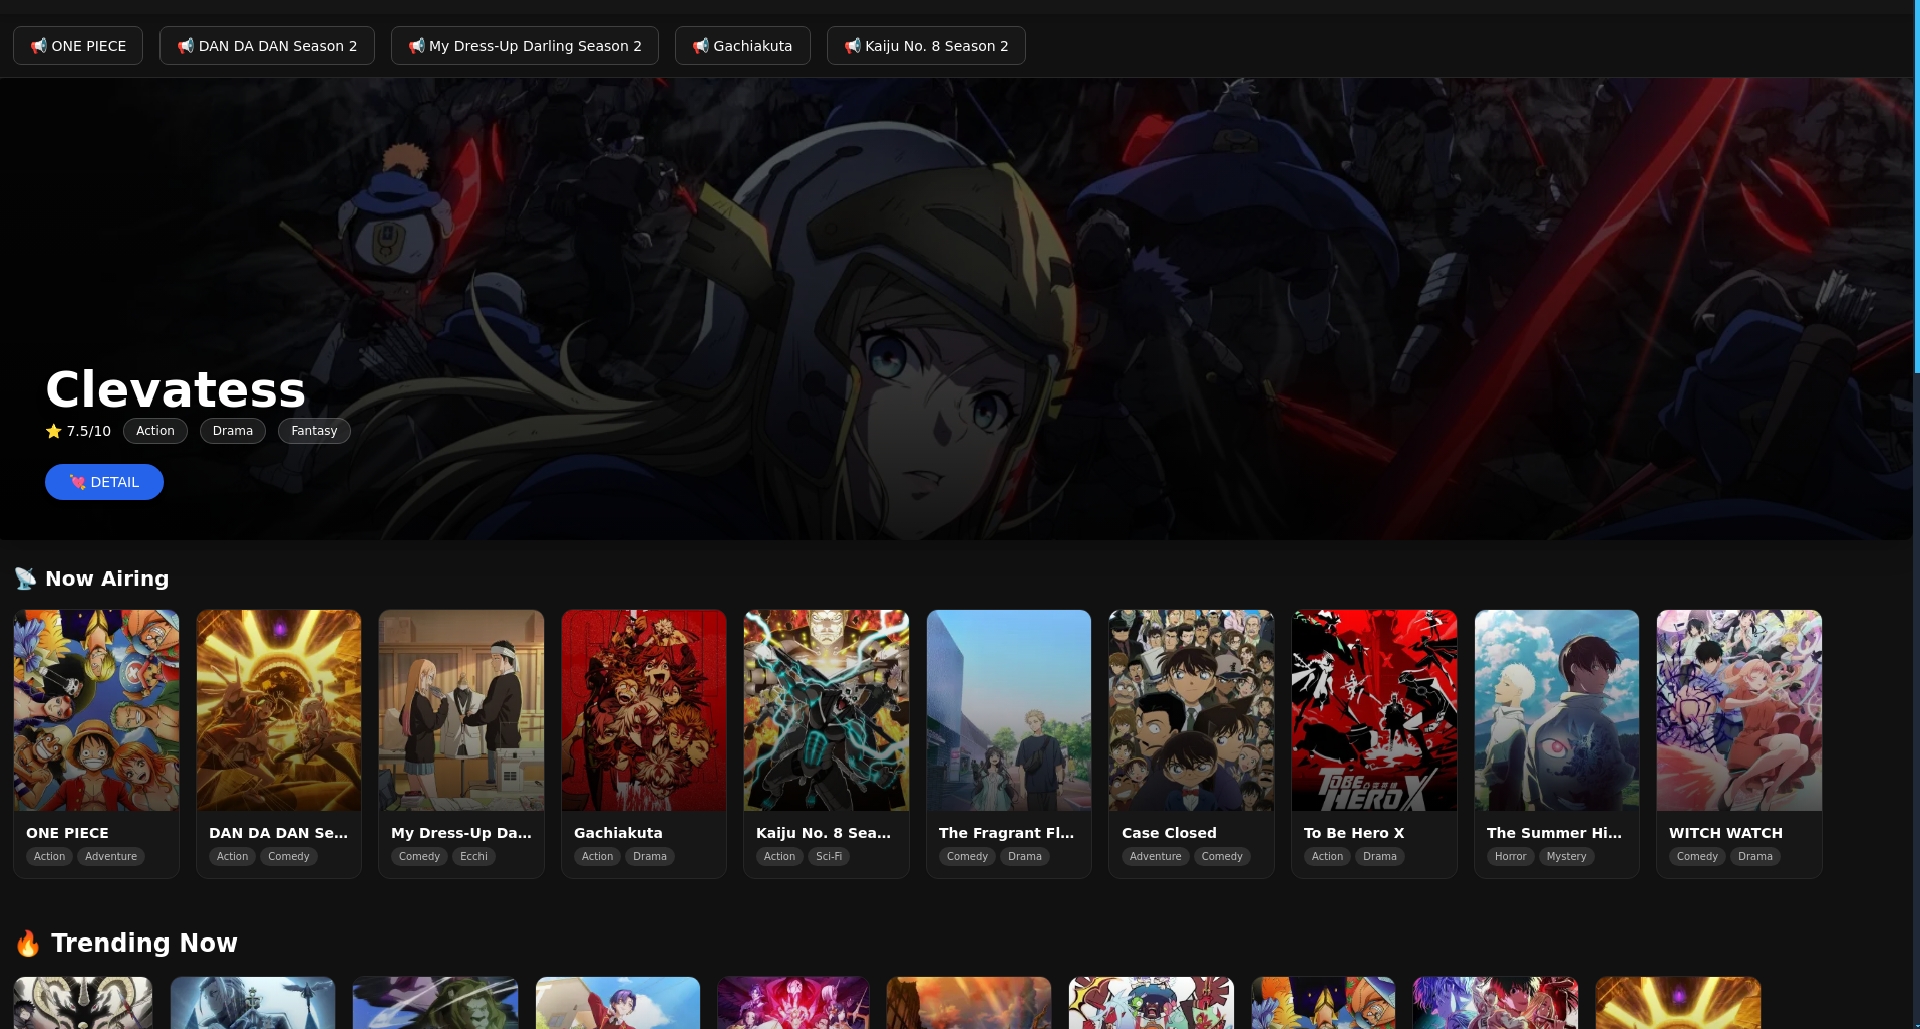 📢 ONE PIECE
📢 DAN DA DAN Season 2
📢 My Dress-Up Darling Season 2
📢 Gachiakuta
📢 Kaiju No. 8 Season 2
Clevatess
⭐ 7.5/10 Action Drama Fantasy
💘 DETAIL
📡 Now Airing
TO BE HERO X
ONE PIECE
Action Adventure
DAN DA DAN Se...
Action Comedy
My Dress-Up Da...
Comedy Ecchi
Gachiakuta
Action Drama
Kaiju No. 8 Sea...
Action Sci-Fi
The Fragrant Fl...
Comedy Drama
Case Closed
Adventure Comedy
To Be Hero X
Action Drama
The Summer Hi...
Horror Mystery
WITCH WATCH
Comedy Drama
🔥 Trending Now